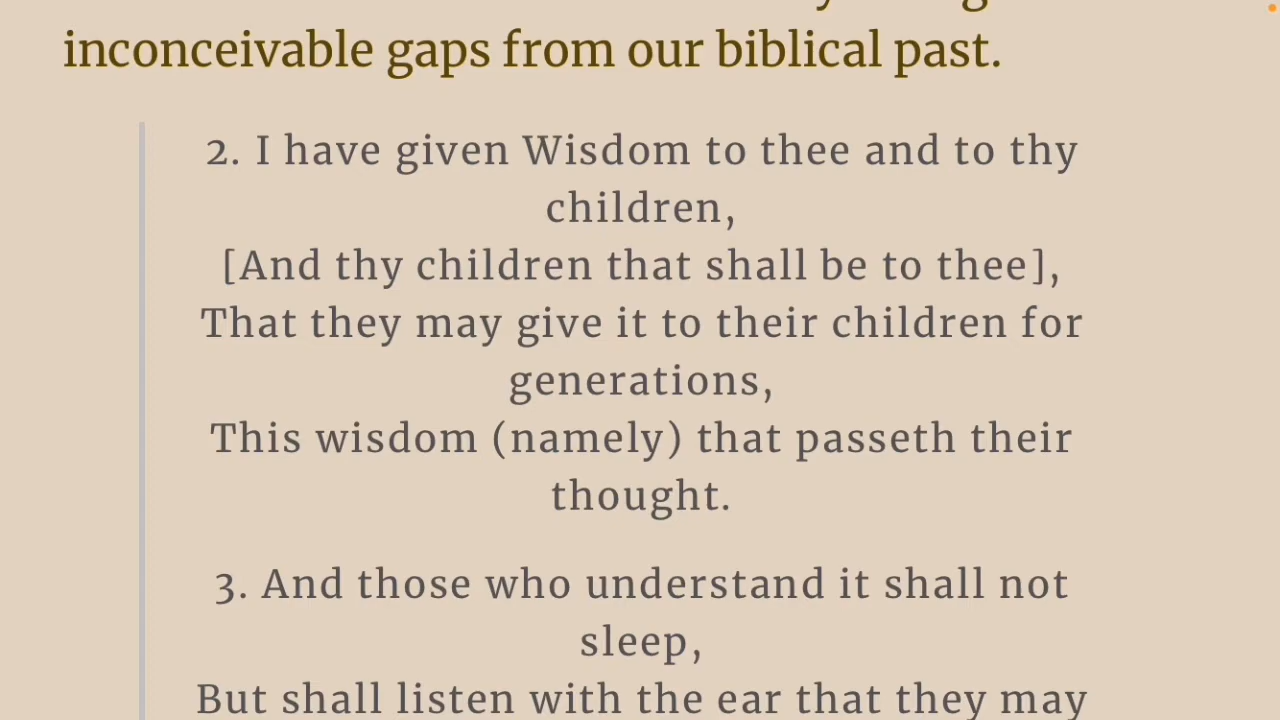 inconceivable gaps from our biblical past.
2. I have given Wisdom to thee and to thy
children,
[And thy children that shall be to thee],
That they may give it to their children for
generations,
This wisdom (namely) that passeth their
thought.
3. And those who understand it shall not
sleep,
But shall listen with the ear that they may